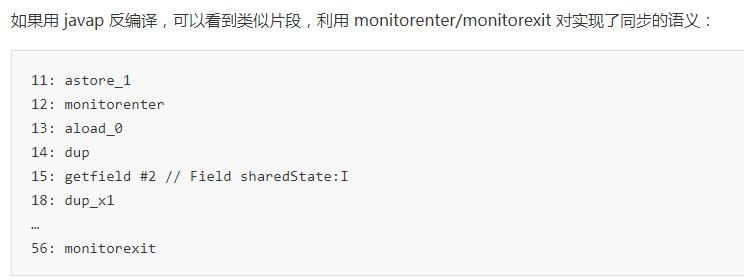 如果用 javap 反编译，可以看到类似片段，利用 monitorenter/monitorexit 对实现了同步的语义：
11: astore_1
12: monitorenter
13: aload_0
14: dup
15: getfield #2 // Field sharedState:I
18: dup_x1
…
56: monitorexit